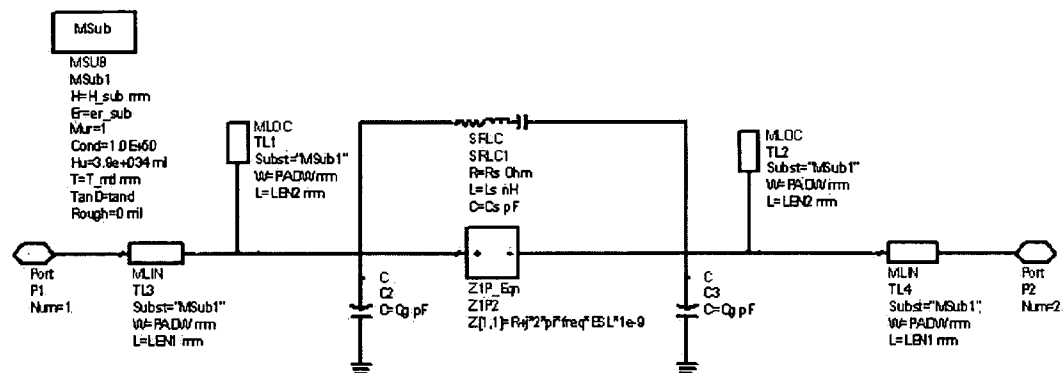 MSub
MSUB
MSub1
H=H_sub mm
Er=er_sub
Mur=1
Cond=1.0E+50
Hu=3.9e+034 mil
T=T_rrd mm
TanD=tand
Rough=0 mil
MLOC
TL1
Subst="MSub1"
W=PADW mm
L=LEN2 mm
SRLC
SRLC1
R=Rs Ohm
L=Ls nH
C=Cs pF
MLOC
TL2
Subst="MSub1"
W=PADW mm
L=LEN2 mm
Port
P1
Num=1
MLIN
TL3
Subst="MSub1"
W=PADW mm
L=LEN1 mm
C
C2
C=Cg pF
Z1P_Eqn
Z1P2
Z[1,1]=R+j*2*pi*freq*ESL*1e-9
C
C3
C=Cg pF
MLIN
TL4
Subst="MSub1"
W=PADW mm
L=LEN1 mm
Port
P2
Num=2